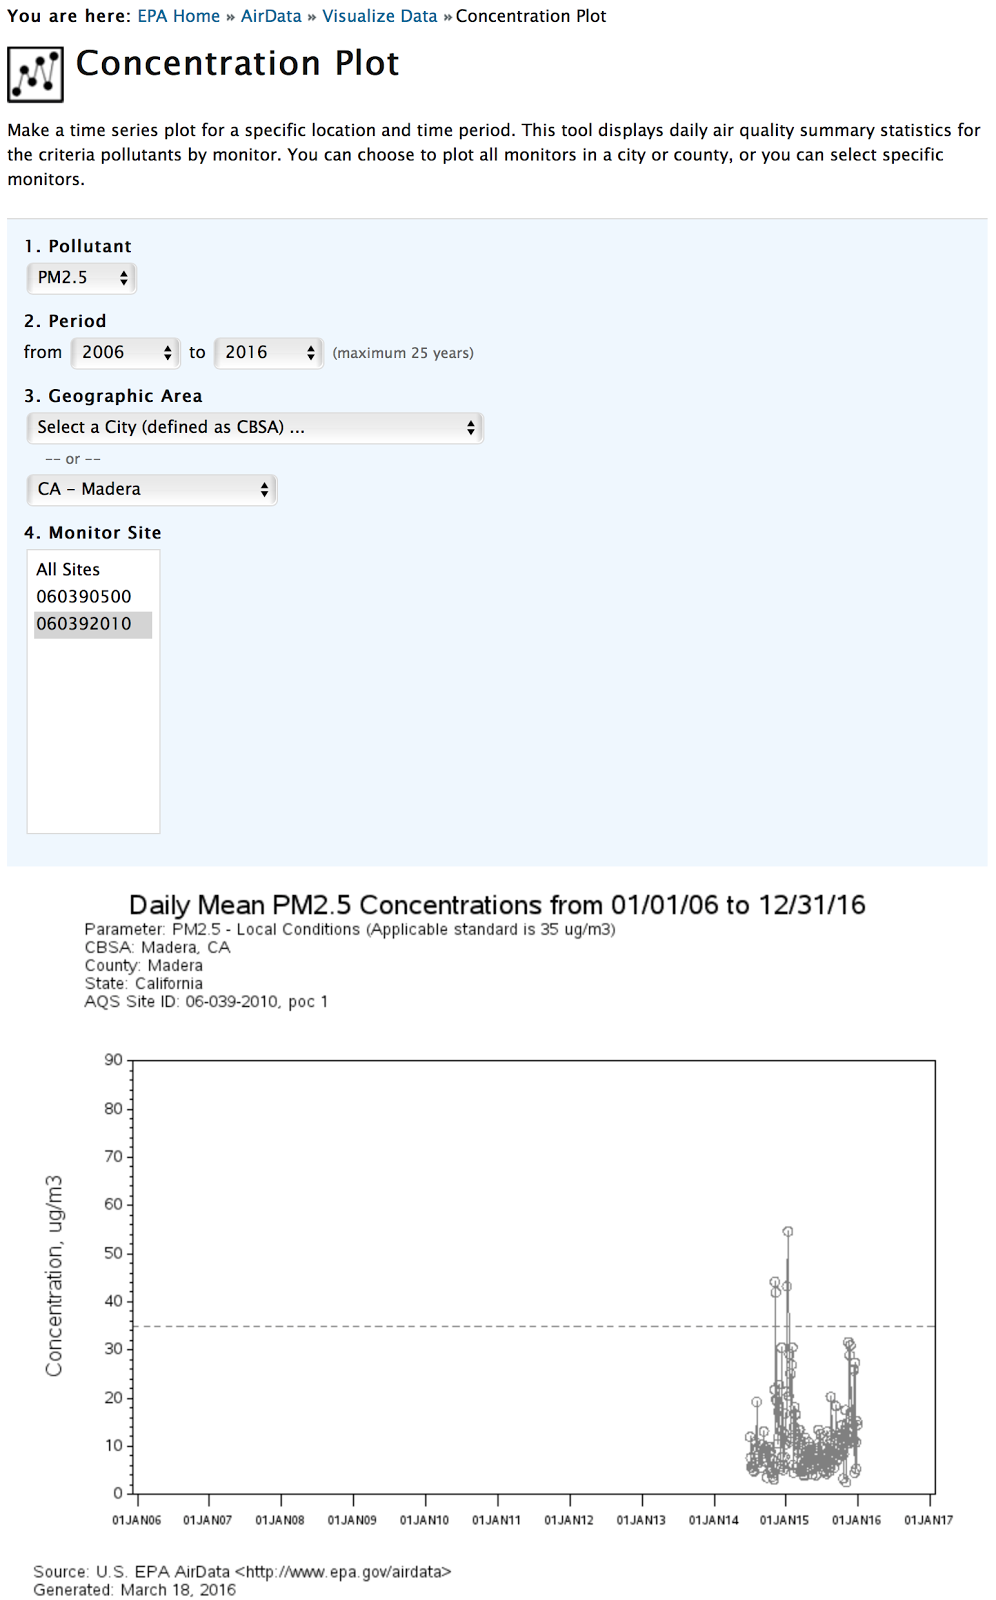 You are here: EPA Home » AirData » Visualize Data » Concentration Plot
Concentration Plot
Make a time series plot for a specific location and time period. This tool displays daily air quality summary statistics for
the criteria pollutants by monitor. You can choose to plot all monitors in a city or county, or you can select specific
monitors.
1. Pollutant
PM2.5
2. Period
from 2006 to 2016 (maximum 25 years)
3. Geographic Area
Select a City (defined as CBSA) ...
-- or --
CA - Madera
4. Monitor Site
All Sites
060390500
060392010
Daily Mean PM2.5 Concentrations from 01/01/06 to 12/31/16
Parameter: PM2.5 - Local Conditions (Applicable standard is 35 ug/m3)
CBSA: Madera, CA
County: Madera
State: California
AQS Site ID: 06-039-2010, poc 1
90
80
70
60
50
40
30
20
10
0
Concentration, ug/m3
01JAN06 01JAN07 01JAN08 01JAN09 01JAN10 01JAN11 01JAN12 01JAN13 01JAN14 01JAN15 01JAN16 01JAN17
Source: U.S. EPA AirData <http://www.epa.gov/airdata>
Generated: March 18, 2016